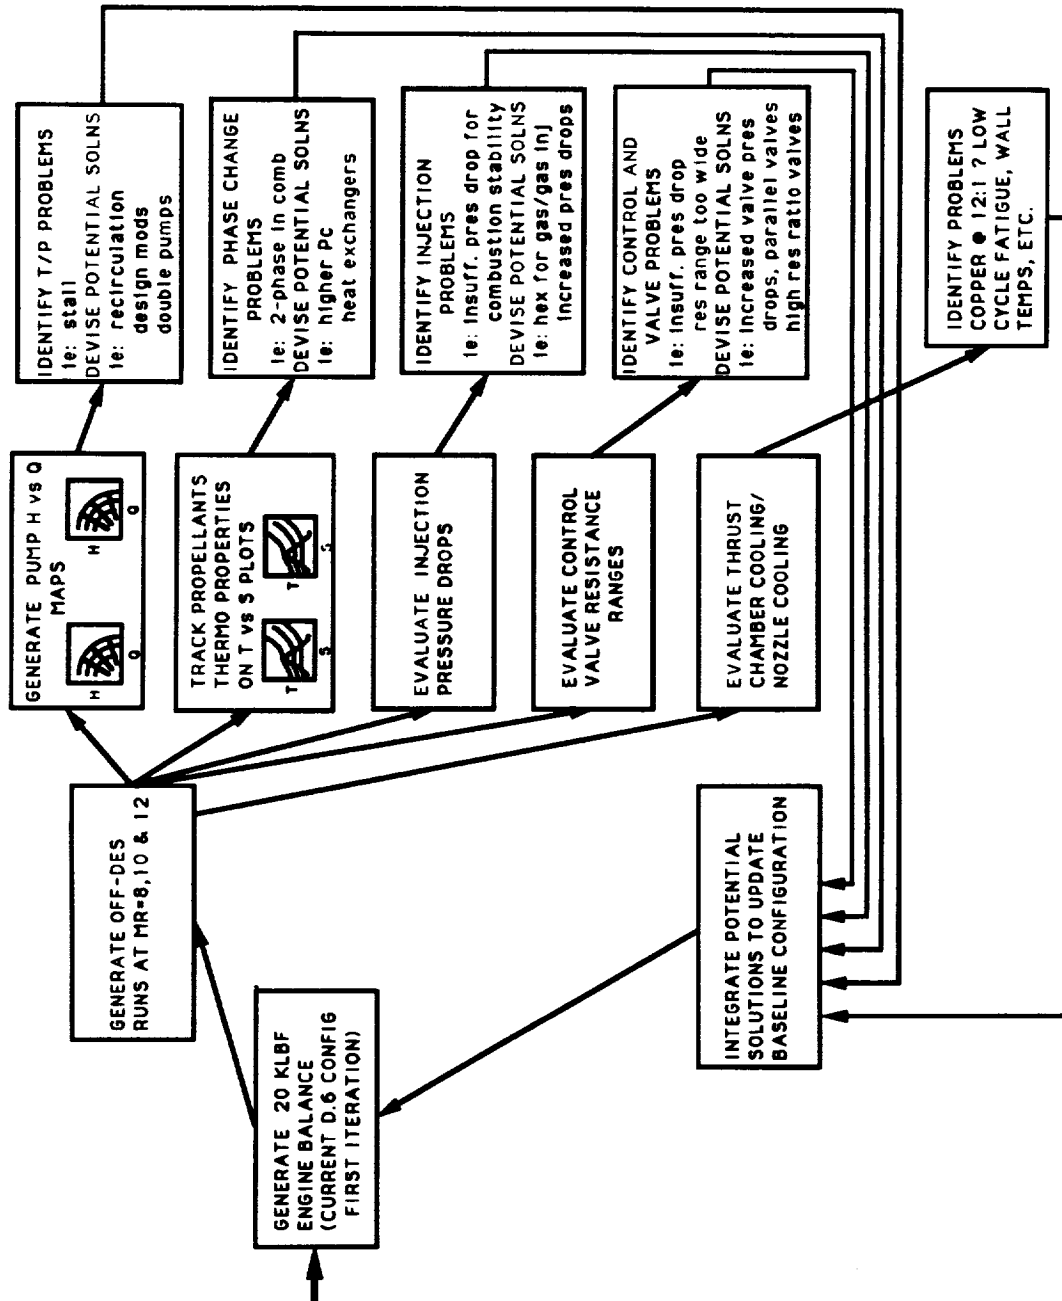 GENERATE 20 KLBF
ENGINE BALANCE
(CURRENT D.6 CONFIG
FIRST ITERATION)
GENERATE OFF-DES
RUNS AT MR=8,10 & 12
GENERATE PUMP H vs Q
MAPS
H
Q
H
Q
TRACK PROPELLANTS
THERMO PROPERTIES
ON T vs S PLOTS
T
S
T
S
EVALUATE INJECTION
PRESSURE DROPS
EVALUATE CONTROL
VALVE RESISTANCE
RANGES
EVALUATE THRUST
CHAMBER COOLING/
NOZZLE COOLING
IDENTIFY T/P PROBLEMS
ie: stall
DEVISE POTENTIAL SOLNS
ie: recirculation
design mods
double pumps
IDENTIFY PHASE CHANGE
PROBLEMS
ie: 2-phase in comb
DEVISE POTENTIAL SOLNS
ie: higher Pc
heat exchangers
IDENTIFY INJECTION
PROBLEMS
ie: insuff. pres drop for
combustion stability
DEVISE POTENTIAL SOLNS
ie: hex for gas/gas inj
increased pres drops
IDENTIFY CONTROL AND
VALVE PROBLEMS
ie: insuff. pres drop
res range too wide
DEVISE POTENTIAL SOLNS
ie: increased valve pres
drops, parallel valves
high res ratio valves
IDENTIFY PROBLEMS
COPPER @ 12:1 ? LOW
CYCLE FATIGUE, WALL
TEMPS, ETC.
INTEGRATE POTENTIAL
SOLUTIONS TO UPDATE
BASELINE CONFIGURATION